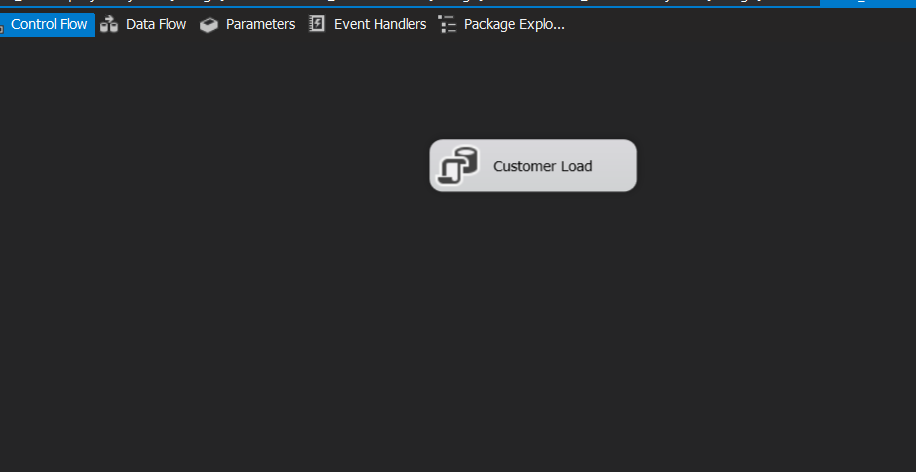 Control Flow Data Flow Parameters Event Handlers Package Explo...
Customer Load